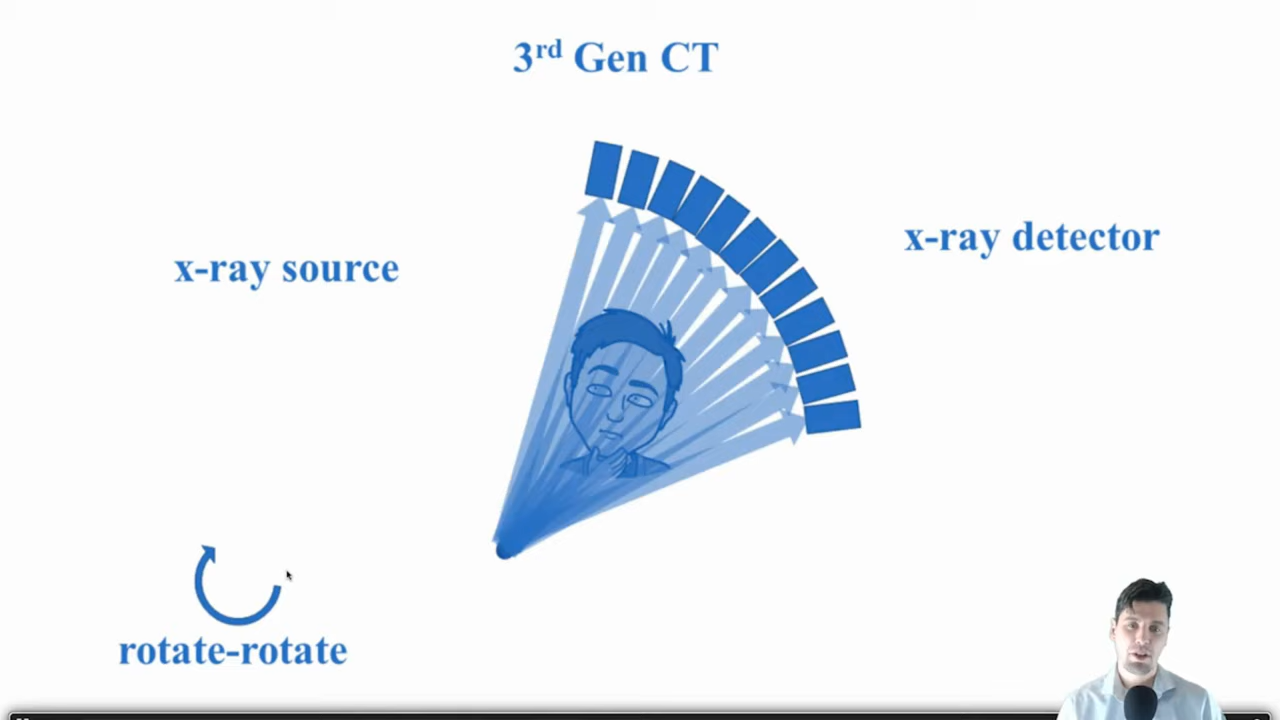 3rd Gen CT
x-ray detector
x-ray source
rotate-rotate